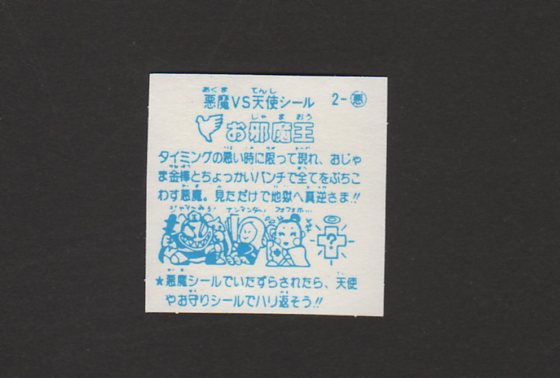 悪魔VS天使シール 2-悪
お邪魔王
タイミングの悪い時に限って現れ、おじゃ
ま金棒とちょっかいパンチで全てをぶちこ
わす悪魔。見ただけで地獄へ真逆さま!!
?
★悪魔シールでいたずらされたら、天使
やお守りシールでハリ返そう!!